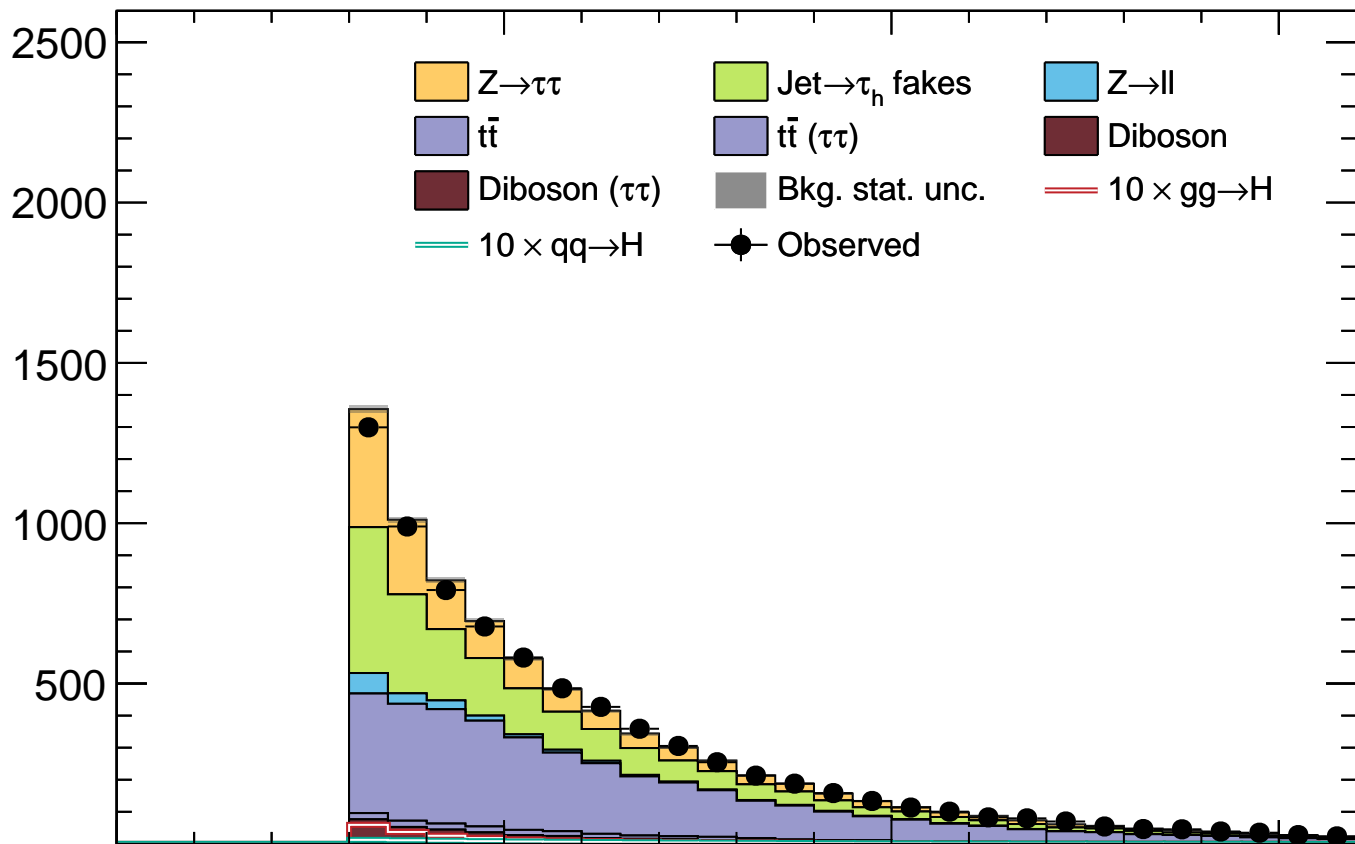 2500
Z→ττ Jet→τh fakes Z→ll
tt̄ tt̄ (ττ) Diboson
2000
Diboson (ττ) Bkg. stat. unc. 10 × gg→H
10 × qq→H Observed
1500
1000
500